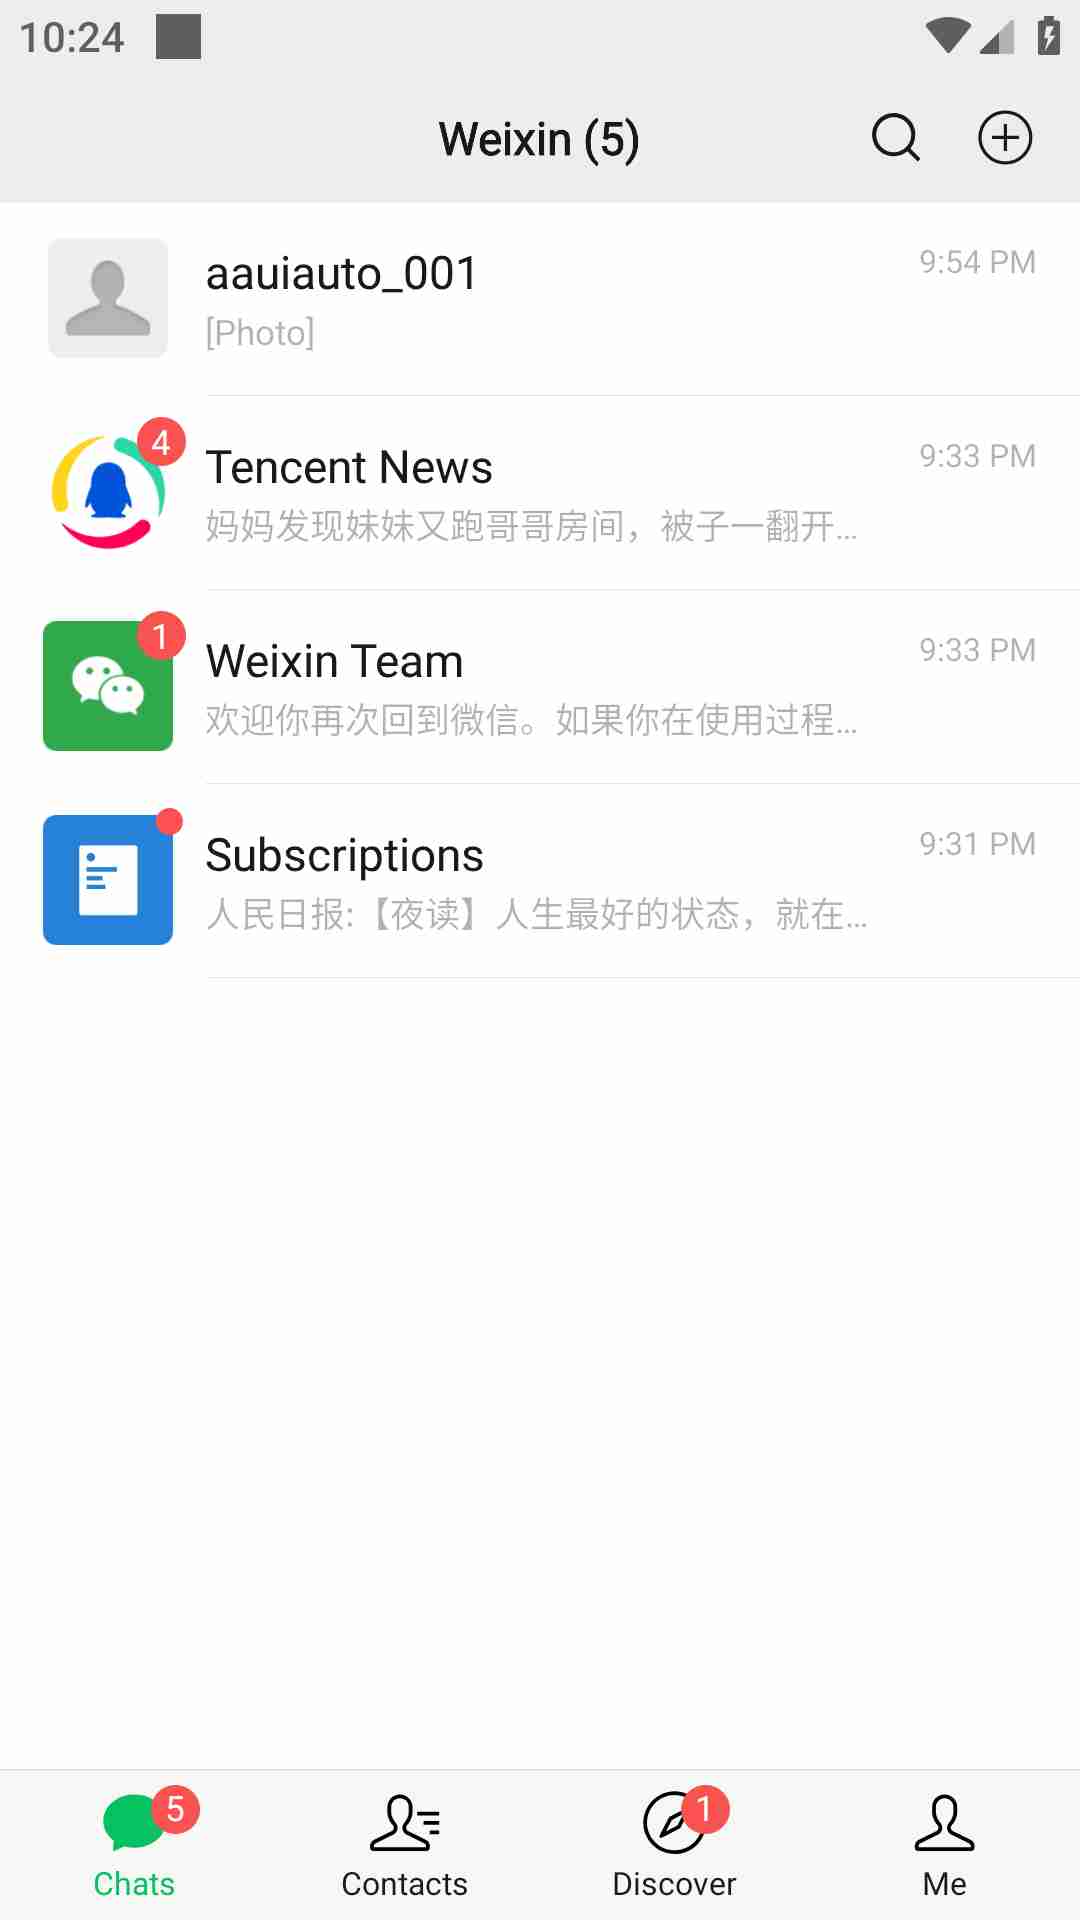 10:24
Weixin (5)
aauiauto_001
9:54 PM
[Photo]
4
Tencent News
9:33 PM
妈妈发现妹妹又跑哥哥房间，被子一翻开...
1
Weixin Team
9:33 PM
欢迎你再次回到微信。如果你在使用过程...
Subscriptions
9:31 PM
人民日报:【夜读】人生最好的状态，就在...
5
1
Chats
Contacts
Discover
Me